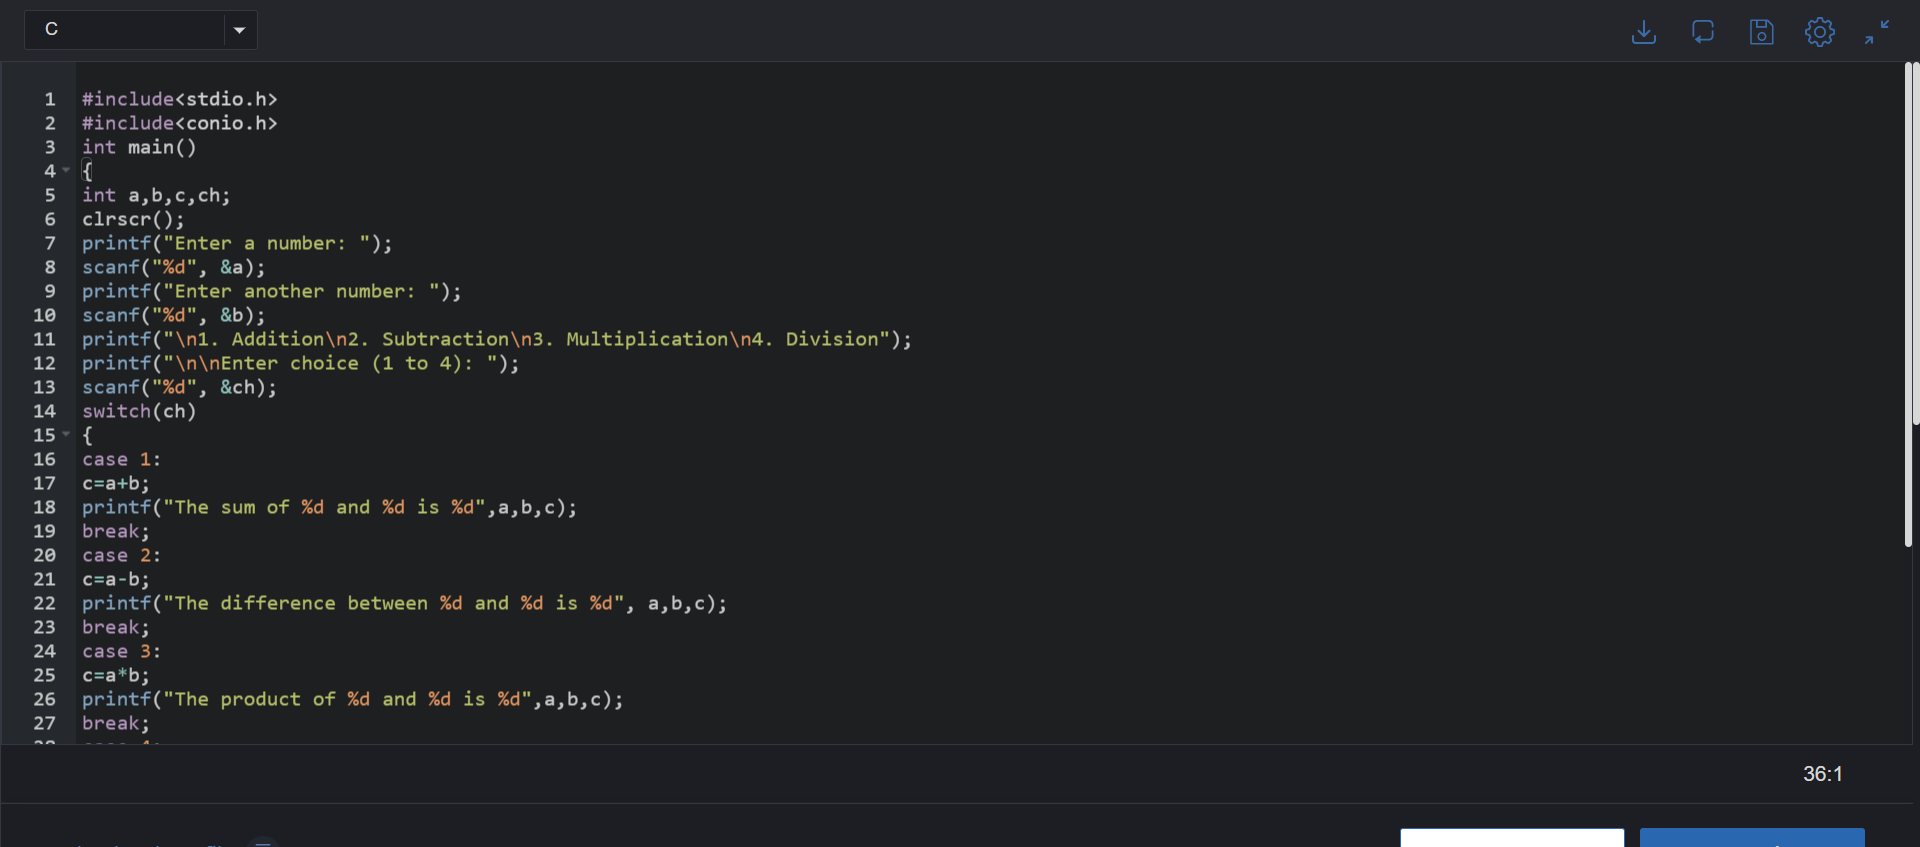 C
1 #include<stdio.h>
2 #include<conio.h>
3 int main()
4 {
5 int a,b,c,ch;
6 clrscr();
7 printf("Enter a number: ");
8 scanf("%d", &a);
9 printf("Enter another number: ");
10 scanf("%d", &b);
11 printf("\n1. Addition\n2. Subtraction\n3. Multiplication\n4. Division");
12 printf("\n\nEnter choice (1 to 4): ");
13 scanf("%d", &ch);
14 switch(ch)
15 {
16 case 1:
17 c=a+b;
18 printf("The sum of %d and %d is %d",a,b,c);
19 break;
20 case 2:
21 c=a-b;
22 printf("The difference between %d and %d is %d", a,b,c);
23 break;
24 case 3:
25 c=a*b;
26 printf("The product of %d and %d is %d",a,b,c);
27 break;
36:1